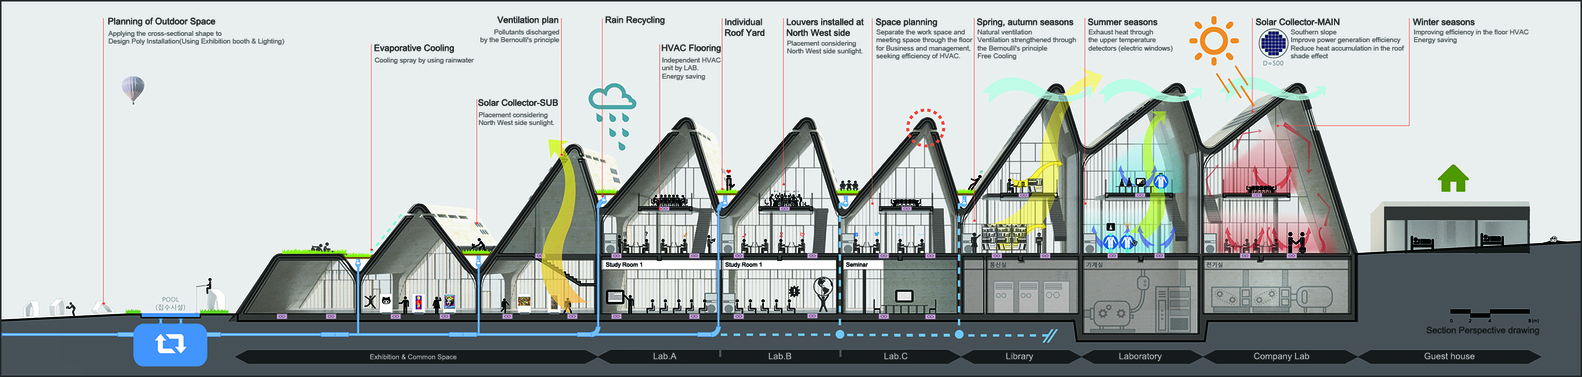 Planning of Outdoor Space
Applying the cross-sectional shape to
Design Poly Installation(Using Exhibition booth & Lighting)
Evaporative Cooling
Cooling spray by using rainwater
Solar Collector-SUB
Placement considering
North West side sunlight.
Ventilation plan
Pollutants discharged
by the Bernoulli's principle
Rain Recycling
HVAC Flooring
Independent HVAC
unit by LAB.
Energy saving
Individual
Roof Yard
Louvers installed at
North West side
Placement considering
North West side sunlight.
Space planning
Separate the work space and
meeting space through the floor
for Business and management,
seeking efficiency of HVAC.
Spring, autumn seasons
Natural ventilation
Ventilation strengthened through
the Bernoulli's principle
Free Cooling
Summer seasons
Exhaust heat through
the upper temperature
detectors (electric windows)
Solar Collector-MAIN
Southern slope
Improve power generation efficiency
Reduce heat accumulation in the roof
shade effect
D=500
Winter seasons
Improving efficiency in the floor HVAC
Energy saving
Study Room 1
Study Room 1
Seminar
통신실
기계실
전기실
POOL
(집수시설)
0 2 4 8(m)
Section Perspective drawing
Exhibition & Common Space
Lab.A
Lab.B
Lab.C
Library
Laboratory
Company Lab
Guest house